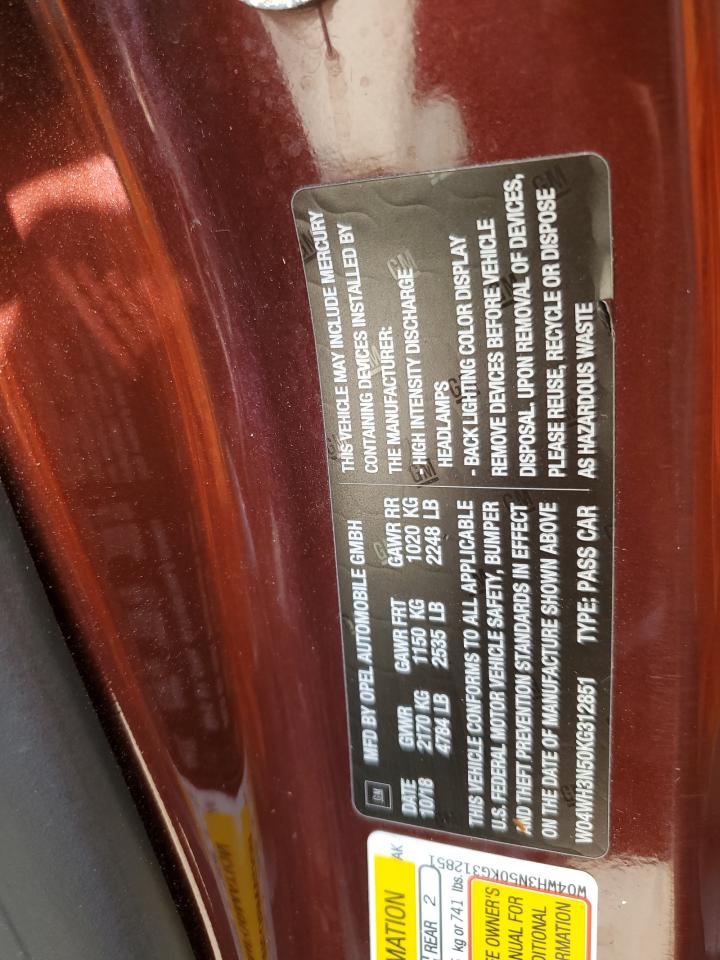 GM
MFD BY OPEL AUTOMOBILE GMBH
DATE GVWR GAWR FRT GAWR RR
10/18 2170 KG 1150 KG 1020 KG
4784 LB 2535 LB 2248 LB
THIS VEHICLE CONFORMS TO ALL APPLICABLE
U.S. FEDERAL MOTOR VEHICLE SAFETY, BUMPER
AND THEFT PREVENTION STANDARDS IN EFFECT
ON THE DATE OF MANUFACTURE SHOWN ABOVE
W04WH3N50KG312851 TYPE: PASS CAR
THIS VEHICLE MAY INCLUDE MERCURY
CONTAINING DEVICES INSTALLED BY
THE MANUFACTURER:
- HIGH INTENSITY DISCHARGE
HEADLAMPS
- BACK LIGHTING COLOR DISPLAY
REMOVE DEVICES BEFORE VEHICLE
DISPOSAL. UPON REMOVAL OF DEVICES,
PLEASE REUSE, RECYCLE OR DISPOSE
AS HAZARDOUS WASTE
MATION
AK
REAR 2
kg or 741 lbs.
E OWNER'S
NUAL FOR
DITIONAL
RMATION
W04WH3N50KG312851